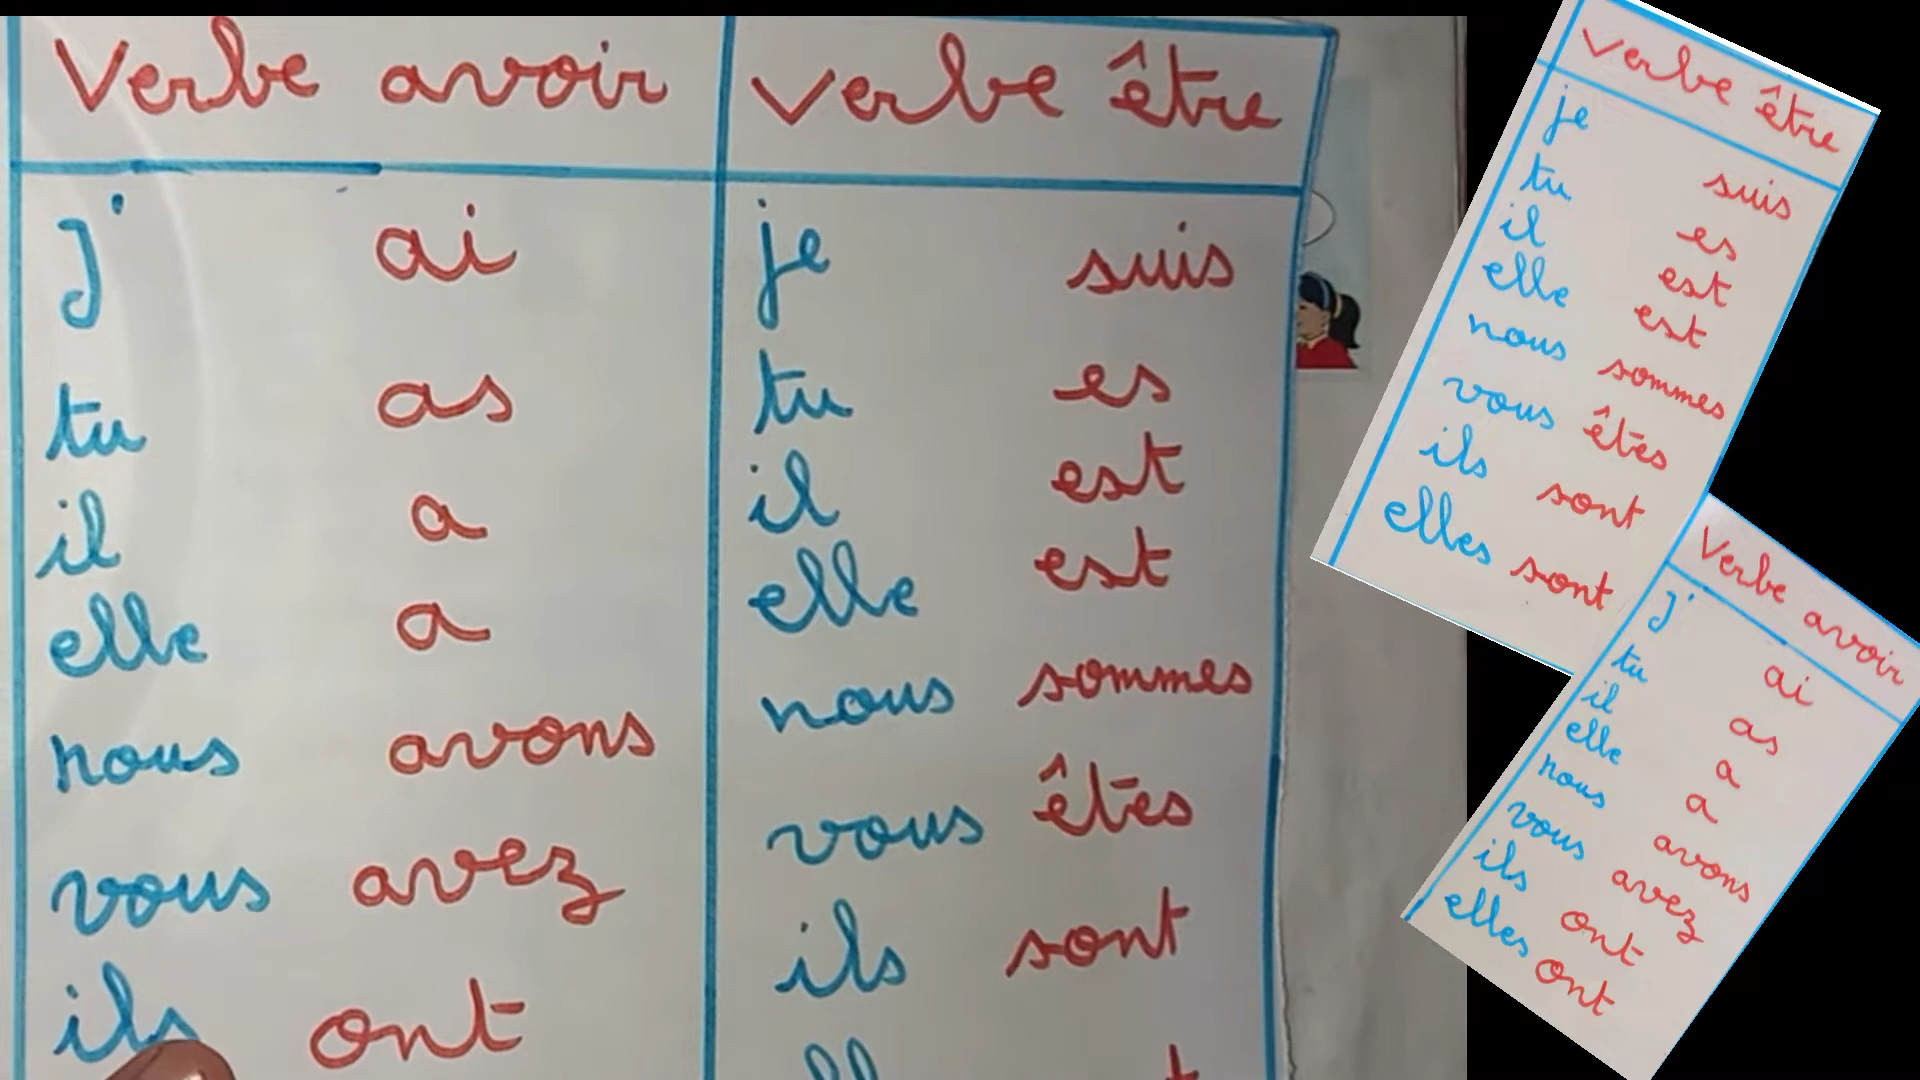 Verbe avoir
j' ai
tu as
il a
elle a
nous avons
vous avez
ils ont
Verbe être
je suis
tu es
il est
elle est
nous sommes
vous êtes
ils sont
Verbe être
je suis
tu es
il est
elle est
nous sommes
vous êtes
ils sont
elles sont
Verbe avoir
j' ai
tu as
il a
elle a
nous avons
vous avez
ils ont
elles ont